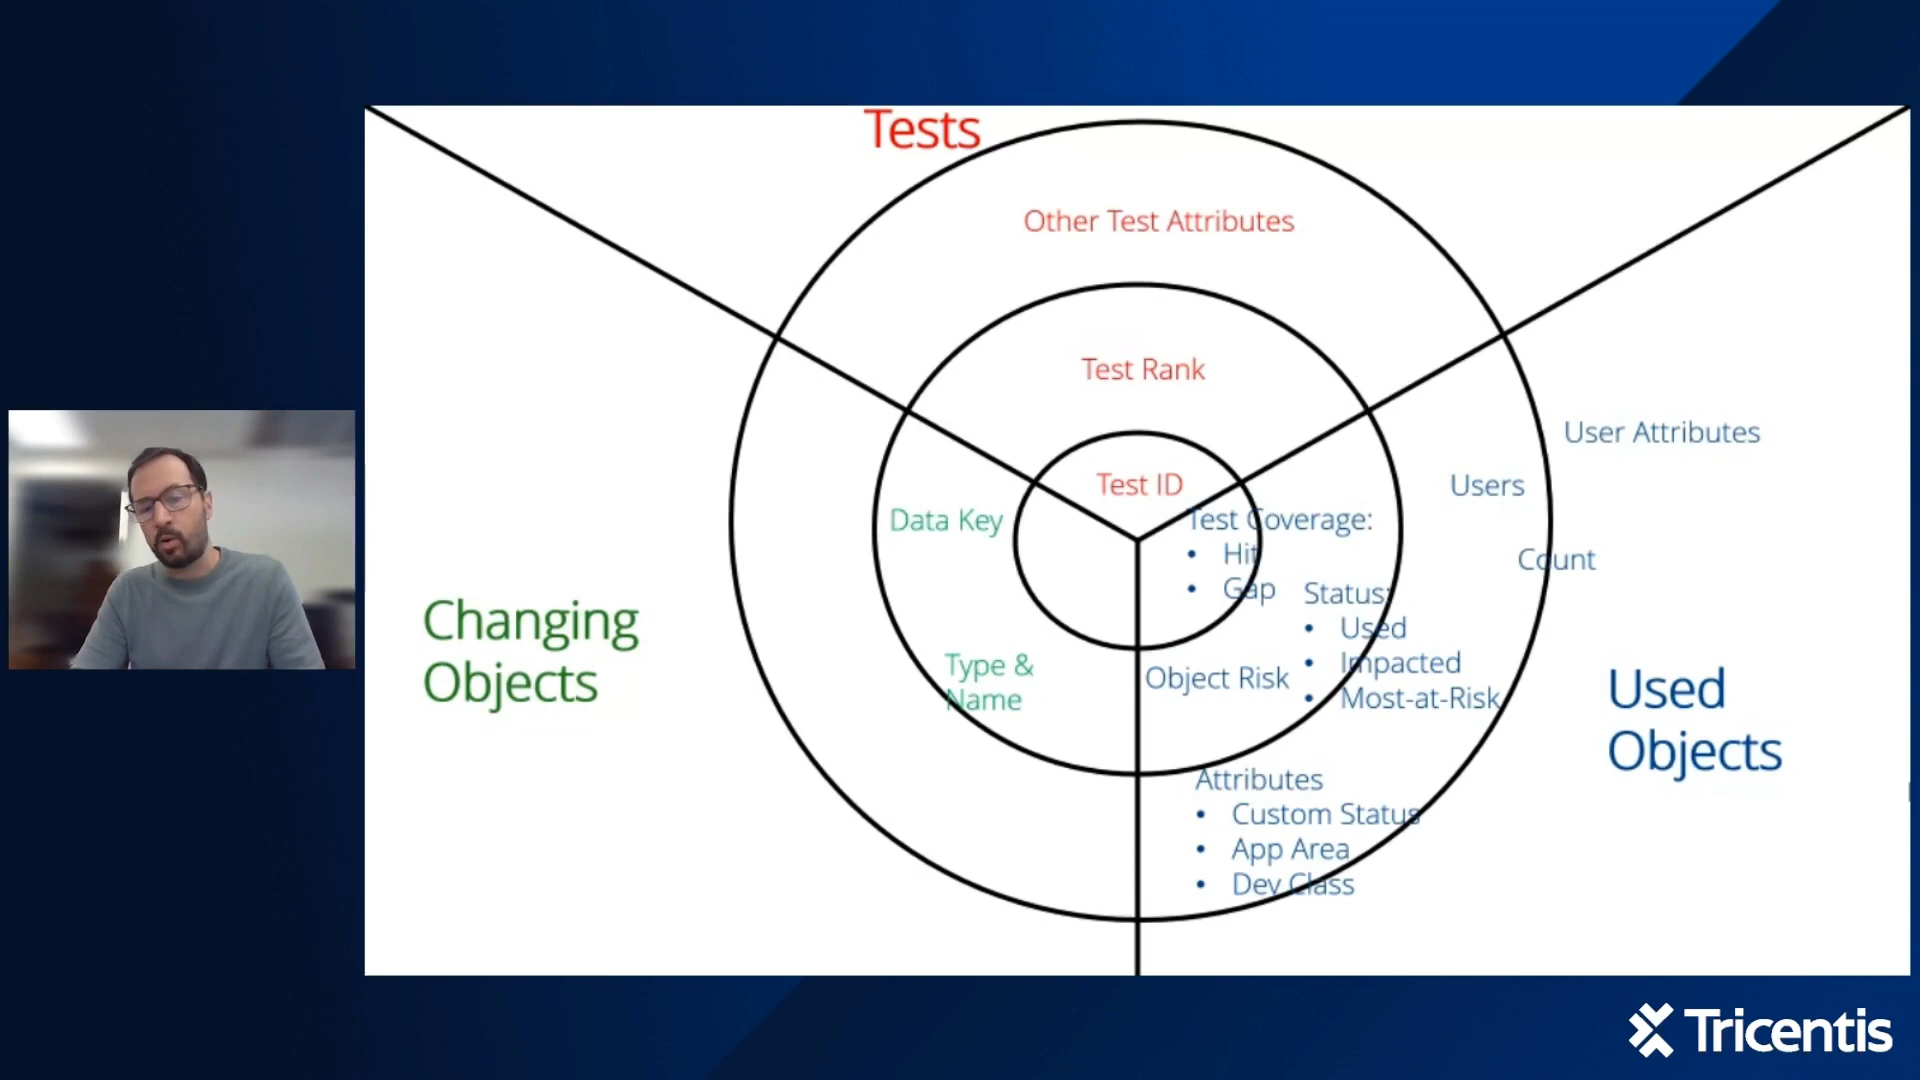 Tests
Other Test Attributes
Test Rank
Test ID
Data Key
Type &
Name
Changing
Objects
Test Coverage:
• Hit
• Gap
Status:
• Used
• Impacted
• Most-at-Risk
Object Risk
Attributes
• Custom Status
• App Area
• Dev Class
Users
User Attributes
Count
Used
Objects
Tricentis